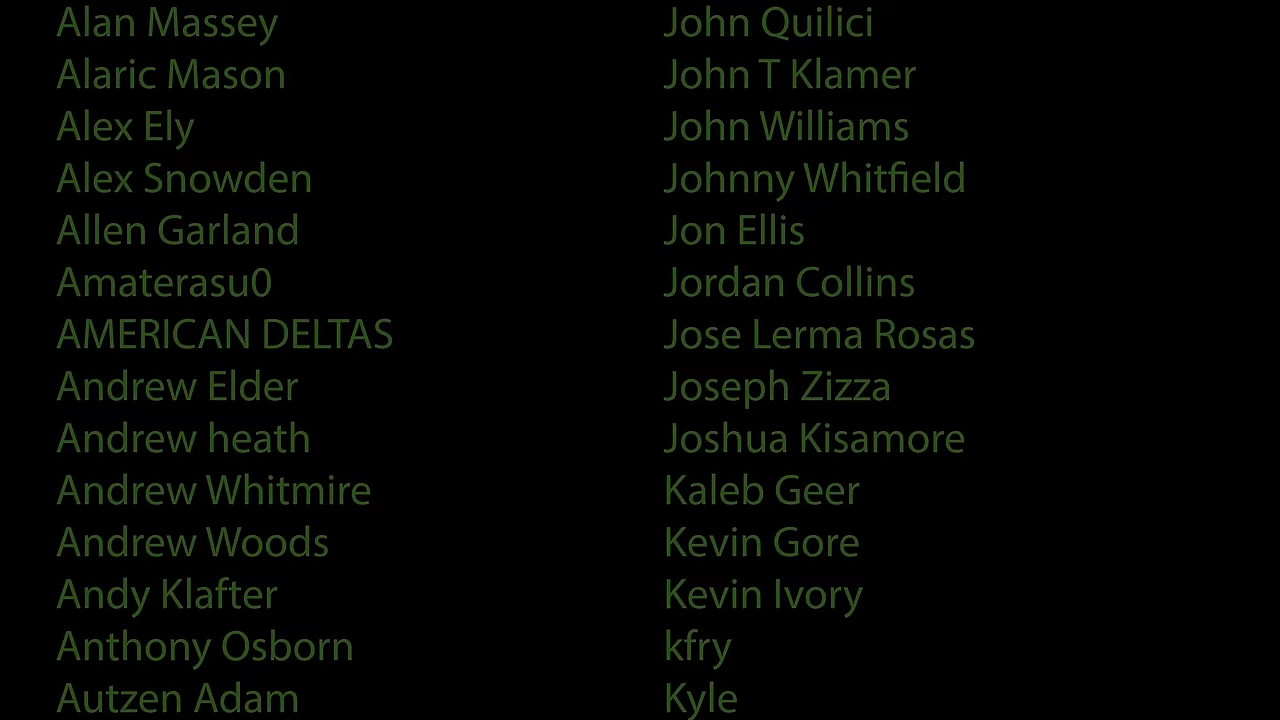 Alan Massey
Alaric Mason
Alex Ely
Alex Snowden
Allen Garland
Amaterasu0
AMERICAN DELTAS
Andrew Elder
Andrew heath
Andrew Whitmire
Andrew Woods
Andy Klafter
Anthony Osborn
Autzen Adam
John Quilici
John T Klamer
John Williams
Johnny Whitfield
Jon Ellis
Jordan Collins
Jose Lerma Rosas
Joseph Zizza
Joshua Kisamore
Kaleb Geer
Kevin Gore
Kevin Ivory
kfry
Kyle